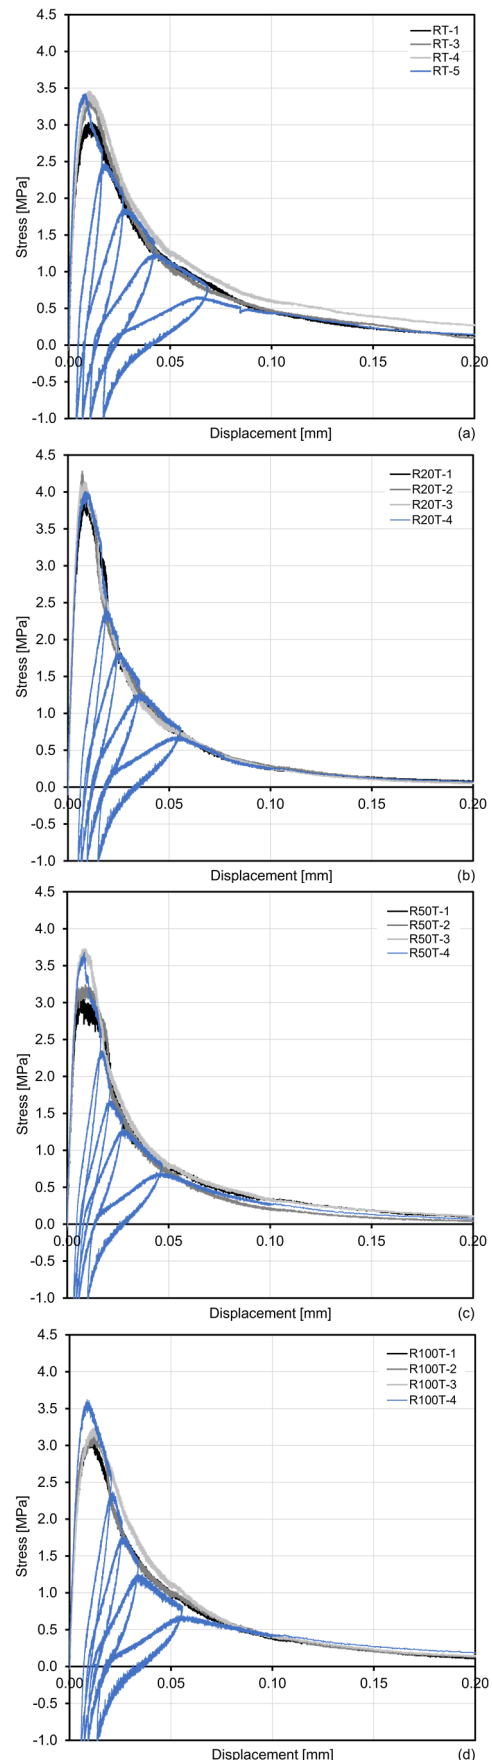 4.5
RT-1
4.0
RT-3
RT-4
3.5
RT-5
3.0
2.5
2.0
1.5
1.0
0.5
0.0
0.00 0.05 0.10 0.15 0.20
-0.5
-1.0
Stress [MPa]
Displacement [mm] (a)
4.5
R20T-1
4.0
R20T-2
R20T-3
3.5
R20T-4
3.0
2.5
2.0
1.5
1.0
0.5
0.0
0.00 0.05 0.10 0.15 0.20
-0.5
-1.0
Stress [MPa]
Displacement [mm] (b)
4.5
R50T-1
4.0
R50T-2
R50T-3
3.5
R50T-4
3.0
2.5
2.0
1.5
1.0
0.5
0.0
0.00 0.05 0.10 0.15 0.20
-0.5
-1.0
Stress [MPa]
Displacement [mm] (c)
4.5
R100T-1
4.0
R100T-2
R100T-3
3.5
R100T-4
3.0
2.5
2.0
1.5
1.0
0.5
0.0
0.00 0.05 0.10 0.15 0.20
-0.5
-1.0
Stress [MPa]
Displacement [mm] (d)